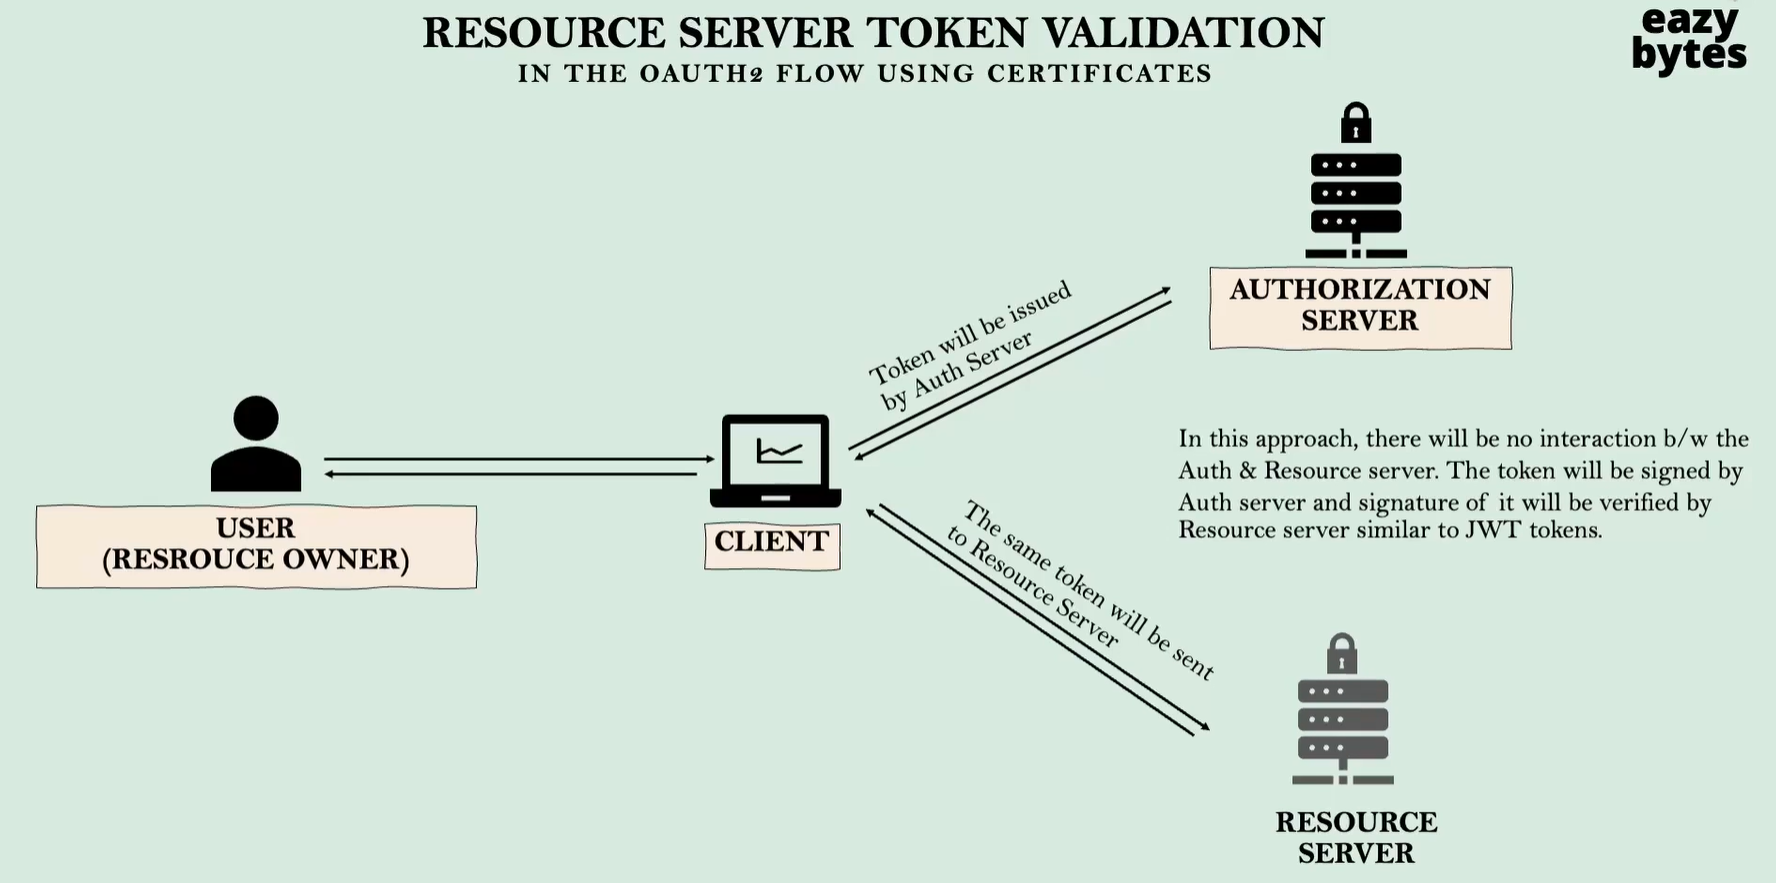 RESOURCE SERVER TOKEN VALIDATION
IN THE OAUTH2 FLOW USING CERTIFICATES
eazy
bytes
AUTHORIZATION
SERVER
Token will be issued
by Auth Server
USER
(RESROUCE OWNER)
CLIENT
In this approach, there will be no interaction b/w the
Auth & Resource server. The token will be signed by
Auth server and signature of it will be verified by
Resource server similar to JWT tokens.
The same token will be sent
to Resource Server
RESOURCE
SERVER